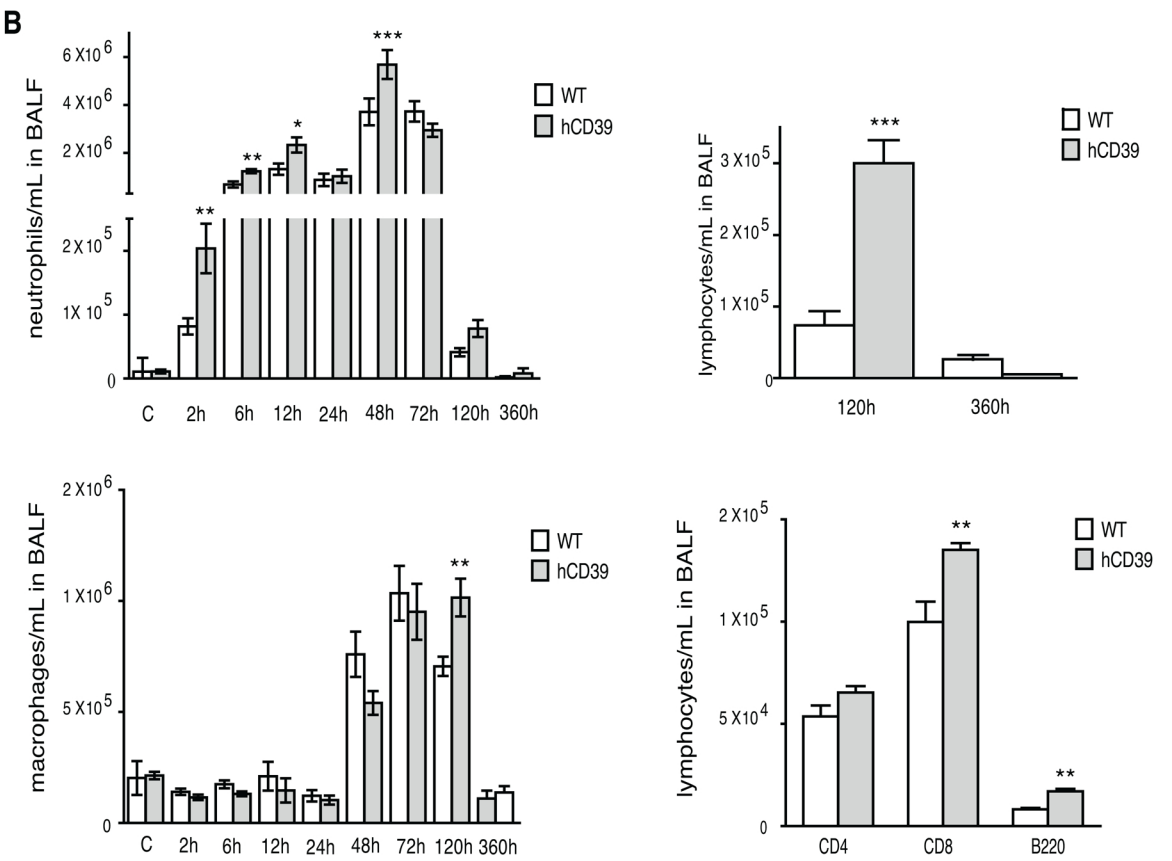 B
neutrophils/mL in BALF
6 X10⁶
4 X10⁶
2 X10⁶
2 X10⁵
1 X 10⁵
0
**
**
*
***
C 2h 6h 12h 24h 48h 72h 120h 360h
WT
hCD39
lymphocytes/mL in BALF
3 X10⁵
2 X10⁵
1 X10⁵
0
***
120h 360h
WT
hCD39
macrophages/mL in BALF
2 X10⁶
1 X10⁶
5 X10⁵
0
**
C 2h 6h 12h 24h 48h 72h 120h 360h
WT
hCD39
lymphocytes/mL in BALF
2 X10⁵
1 X10⁵
5 X10⁴
0
**
**
CD4 CD8 B220
WT
hCD39